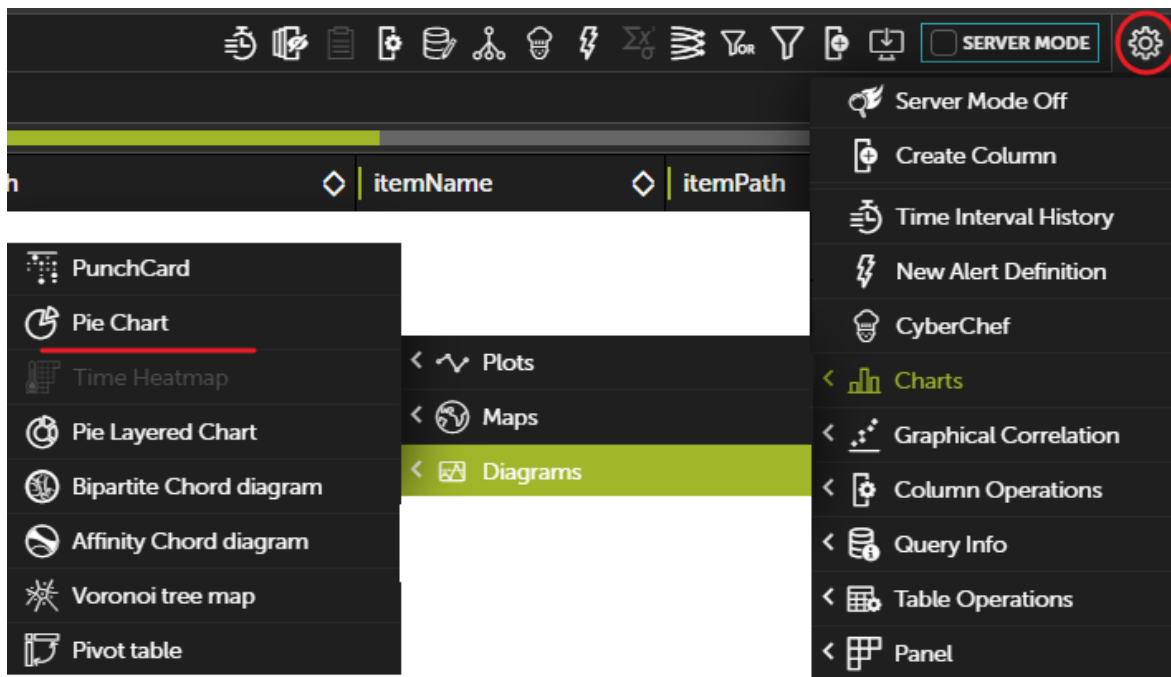 OR
SERVER MODE
Server Mode Off
Create Column
h
itemName
itemPath
Time Interval History
New Alert Definition
CyberChef
Charts
Graphical Correlation
Column Operations
Query Info
Table Operations
Panel
Plots
Maps
Diagrams
PunchCard
Pie Chart
Time Heatmap
Pie Layered Chart
Bipartite Chord diagram
Affinity Chord diagram
Voronoi tree map
Pivot table